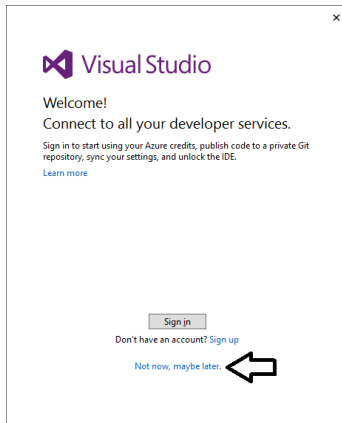 Visual Studio
Welcome!
Connect to all your developer services.
Sign in to start using your Azure credits, publish code to a private Git
repository, sync your settings, and unlock the IDE.
Learn more
Sign in
Don't have an account? Sign up
Not now, maybe later.